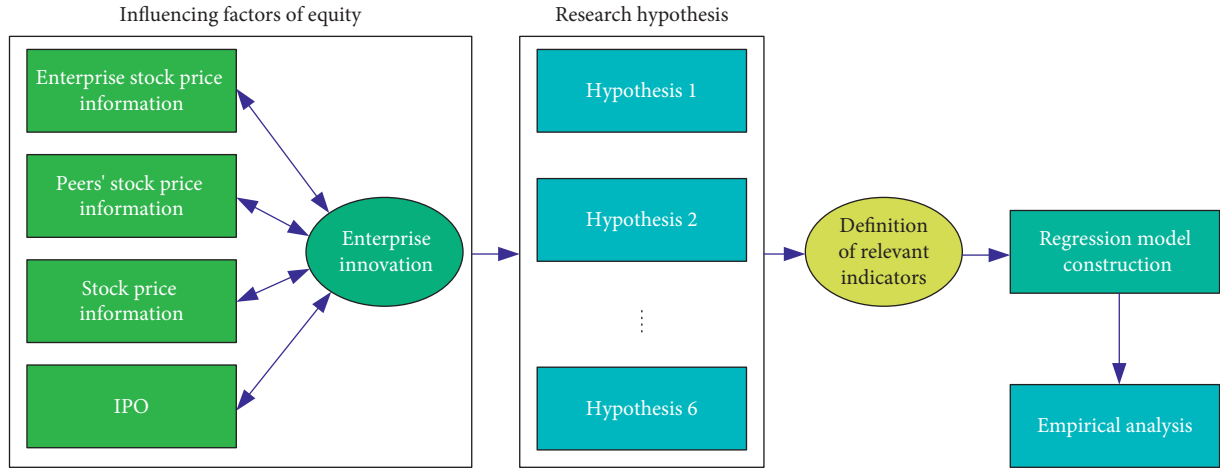 Influencing factors of equity
Enterprise stock price
information
Peers' stock price
information
Stock price
information
IPO
Enterprise
innovation
Research hypothesis
Hypothesis 1
Hypothesis 2
Hypothesis 6
Definition
of relevant
indicators
Regression model
construction
Empirical analysis